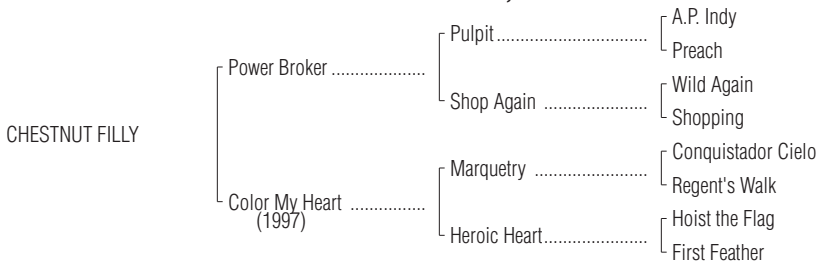 A.P. Indy
Pulpit........................................
Preach
Power Broker ....................
Wild Again
Shop Again ......................
Shopping
CHESTNUT FILLY
Conquistador Cielo
Marquetry ........................
Regent's Walk
Color My Heart ................
(1997)
Hoist the Flag
Heroic Heart......................
First Feather